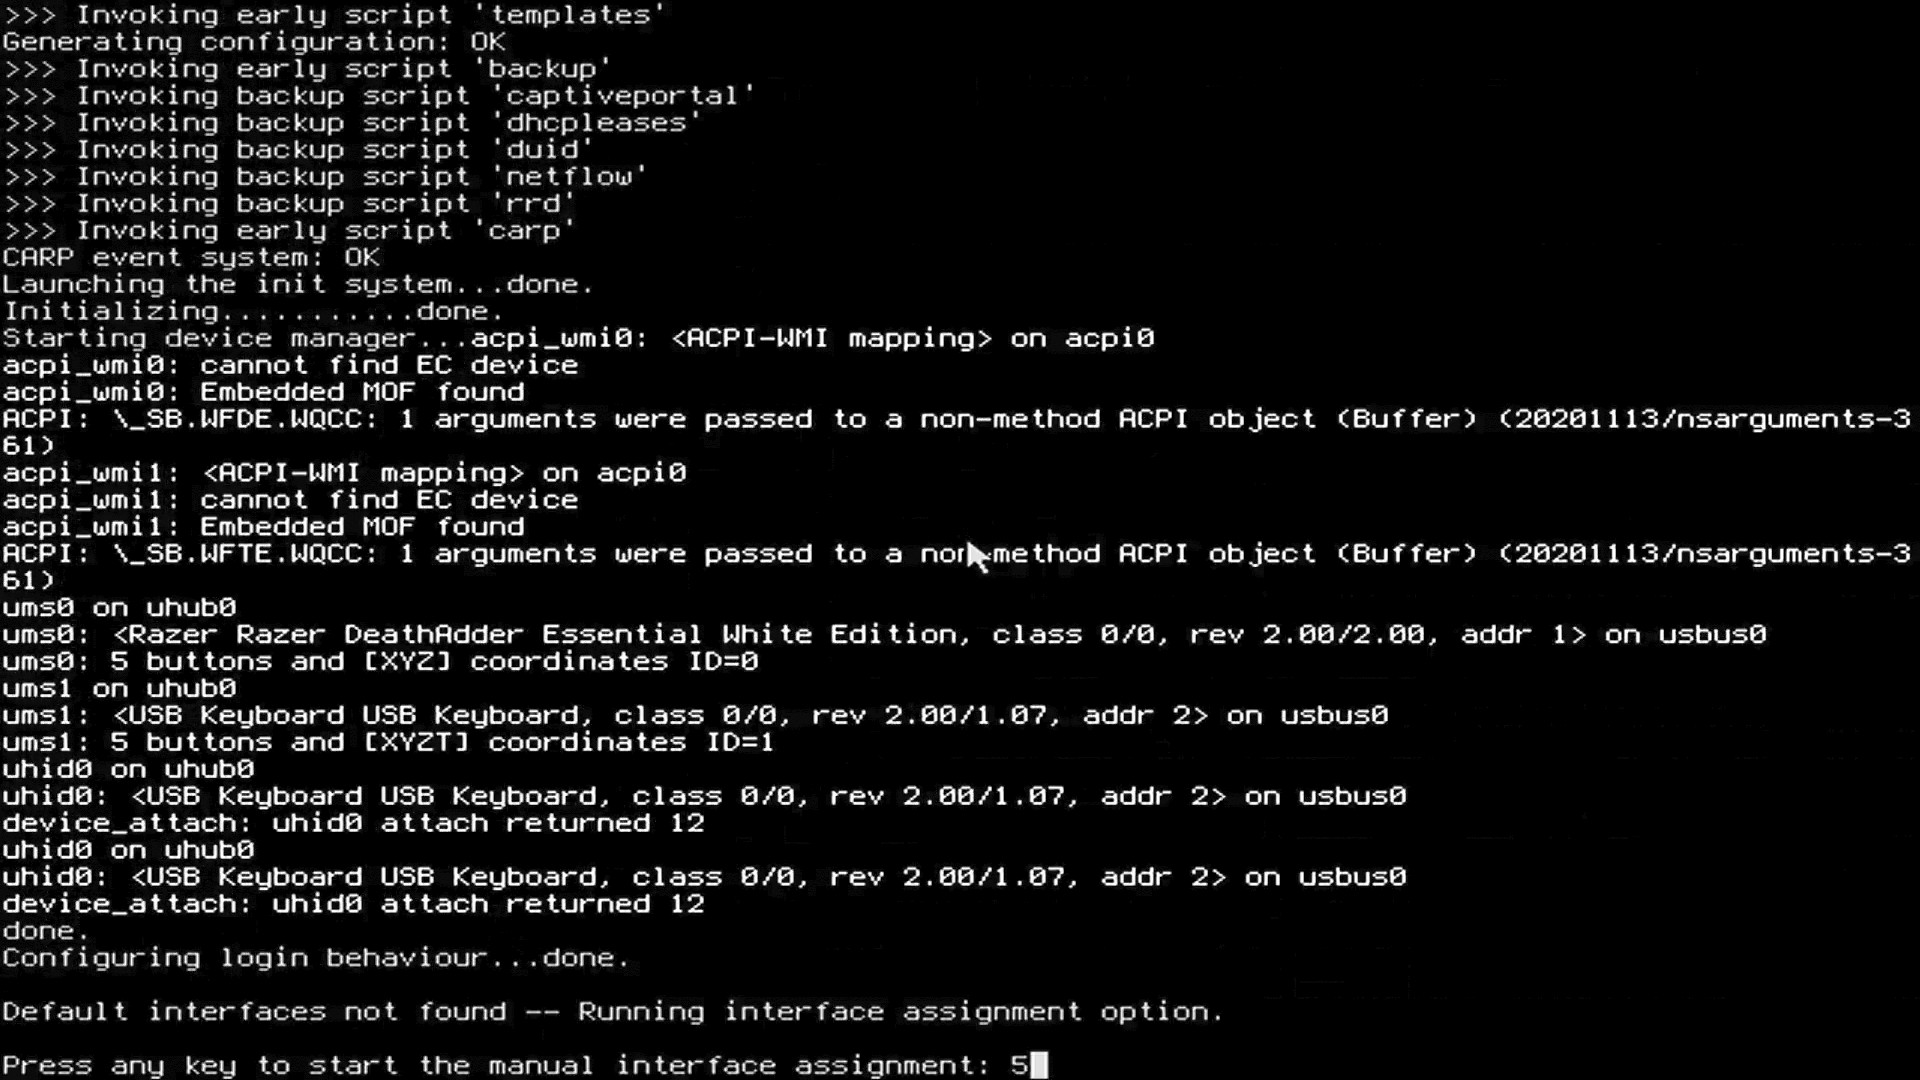 >>> Invoking early script 'templates'
Generating configuration: OK
>>> Invoking early script 'backup'
>>> Invoking backup script 'captiveportal'
>>> Invoking backup script 'dhcpleases'
>>> Invoking backup script 'duid'
>>> Invoking backup script 'netflow'
>>> Invoking backup script 'rrd'
>>> Invoking early script 'carp'
CARP event system: OK
Launching the init system...done.
Initializing...........done.
Starting device manager...acpi_wmi0: <ACPI-WMI mapping> on acpi0
acpi_wmi0: cannot find EC device
acpi_wmi0: Embedded MOF found
ACPI: \_SB.WFDE.WQCC: 1 arguments were passed to a non-method ACPI object (Buffer) (20201113/nsarguments-3
61)
acpi_wmi1: <ACPI-WMI mapping> on acpi0
acpi_wmi1: cannot find EC device
acpi_wmi1: Embedded MOF found
ACPI: \_SB.WFTE.WQCC: 1 arguments were passed to a non-method ACPI object (Buffer) (20201113/nsarguments-3
61)
ums0 on uhub0
ums0: <Razer Razer DeathAdder Essential White Edition, class 0/0, rev 2.00/2.00, addr 1> on usbus0
ums0: 5 buttons and [XYZ] coordinates ID=0
ums1 on uhub0
ums1: <USB Keyboard USB Keyboard, class 0/0, rev 2.00/1.07, addr 2> on usbus0
ums1: 5 buttons and [XYZT] coordinates ID=1
uhid0 on uhub0
uhid0: <USB Keyboard USB Keyboard, class 0/0, rev 2.00/1.07, addr 2> on usbus0
device_attach: uhid0 attach returned 12
uhid0 on uhub0
uhid0: <USB Keyboard USB Keyboard, class 0/0, rev 2.00/1.07, addr 2> on usbus0
device_attach: uhid0 attach returned 12
done.
Configuring login behaviour...done.
Default interfaces not found -- Running interface assignment option.
Press any key to start the manual interface assignment: 5